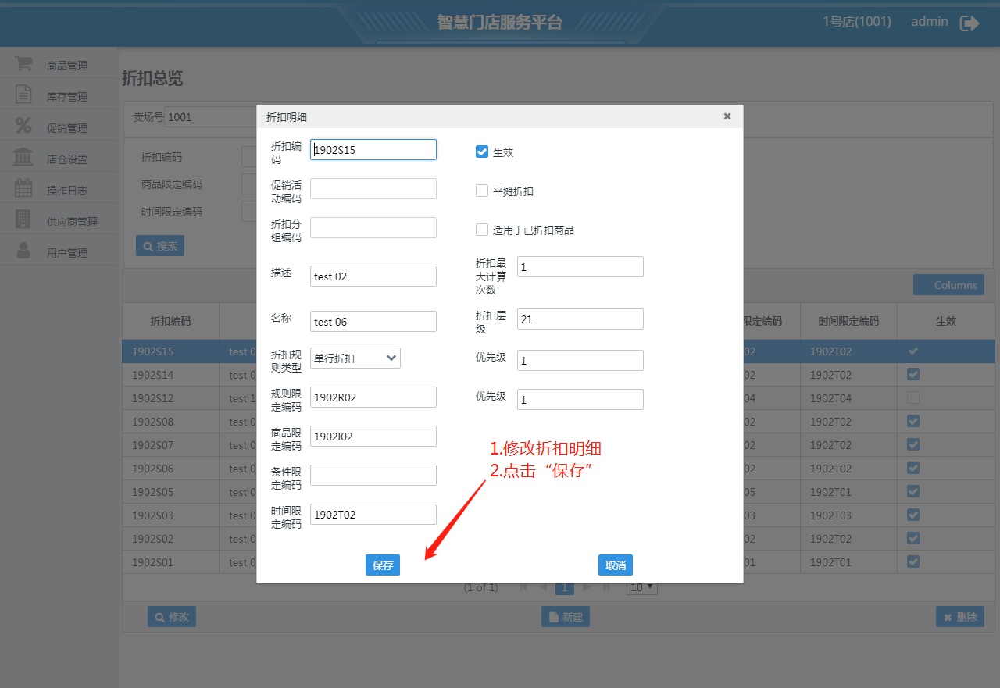 智慧门店服务平台
1号店(1001) admin
商品管理
库存管理
促销管理
店仓设置
操作日志
供应商管理
用户管理
折扣总览
卖场号 1001
折扣编码
商品限定编码
时间限定编码
搜索
Columns
折扣编码 限定编码 时间限定编码 生效
1902S15 test 0 02 1902T02
1902S14 test 0 02 1902T02
1902S12 test 1 04 1902T04
1902S08 test 0 02 1902T02
1902S07 test 0 02 1902T02
1902S06 test 0 02 1902T02
1902S05 test 0 05 1902T01
1902S03 test 0 03 1902T03
1902S02 test 0 02 1902T02
1902S01 test 0 01 1902T01
(1 of 1) 1 10
修改 新建 删除
折扣明细
折扣编
码
1902S15
生效
促销活
动编码
平摊折扣
折扣分
组编码
适用于已折扣商品
描述
test 02
折扣最
大计算
次数
1
名称
test 06
折扣层
级
21
折扣规
则类型
单行折扣
优先级
1
规则限
定编码
1902R02
优先级
1
商品限
定编码
1902I02
条件限
定编码
时间限
定编码
1902T02
1.修改折扣明细
2.点击“保存”
保存 取消